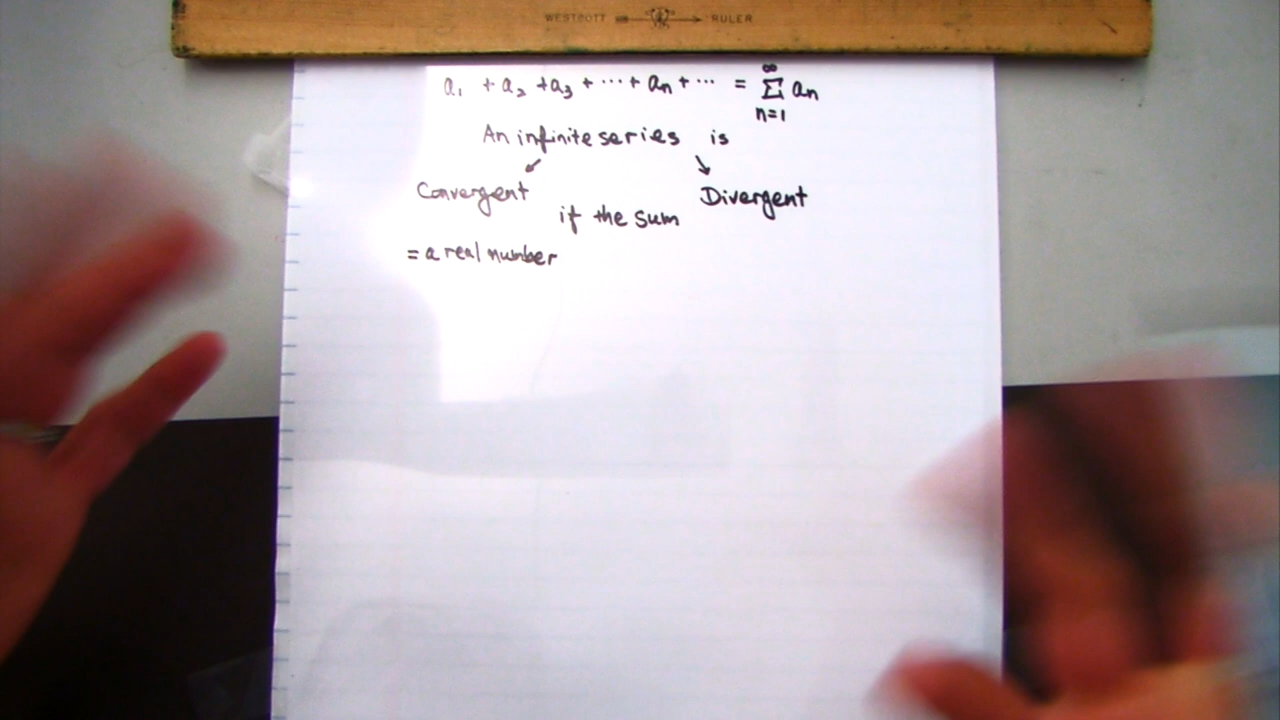 WESTCOTT RULER
a₁ + a₂ + a₃ + ⋯ + aₙ + ⋯ = ∞ Σ n=1 aₙ
An infinite series is
↙ ↘
Convergent Divergent
if the sum
= a real number